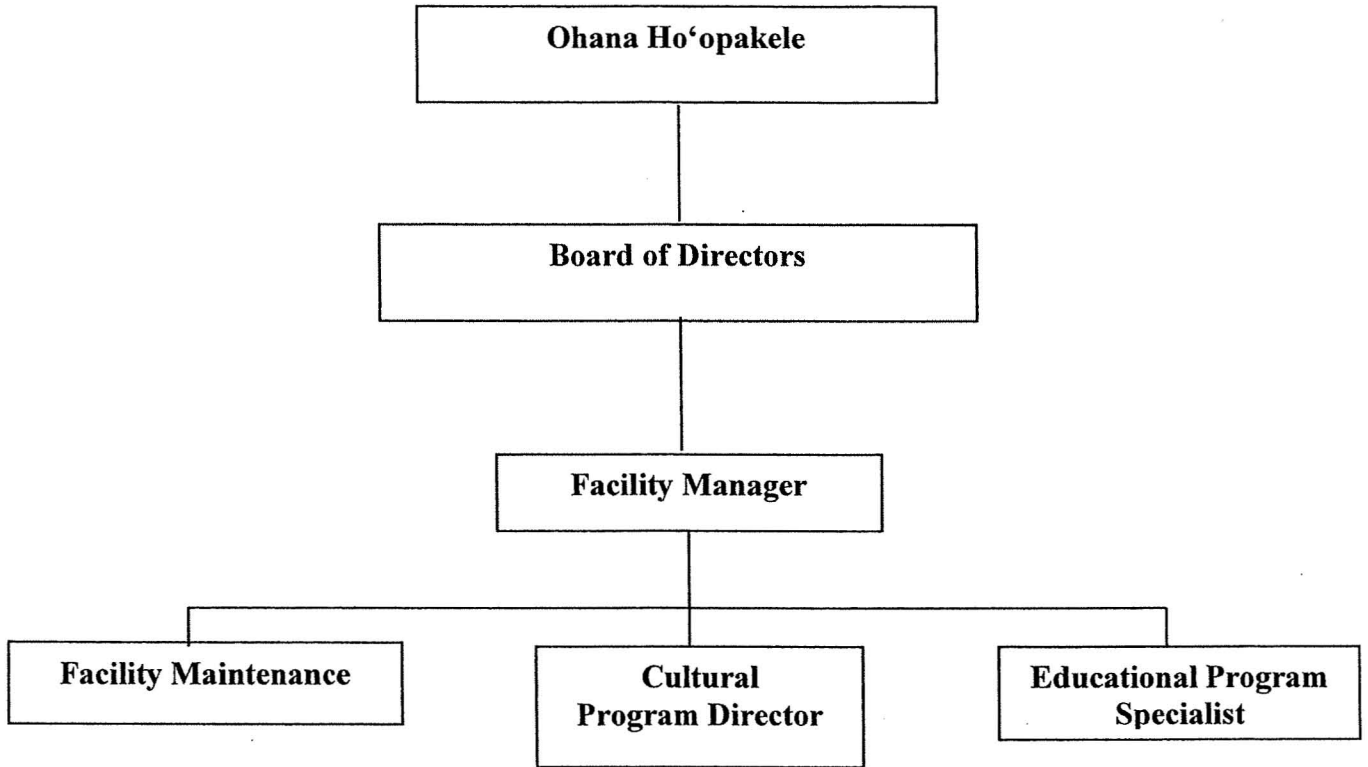 Ohana Ho‘opakele
Board of Directors
Facility Manager
Facility Maintenance
Cultural
Program Director
Educational Program
Specialist